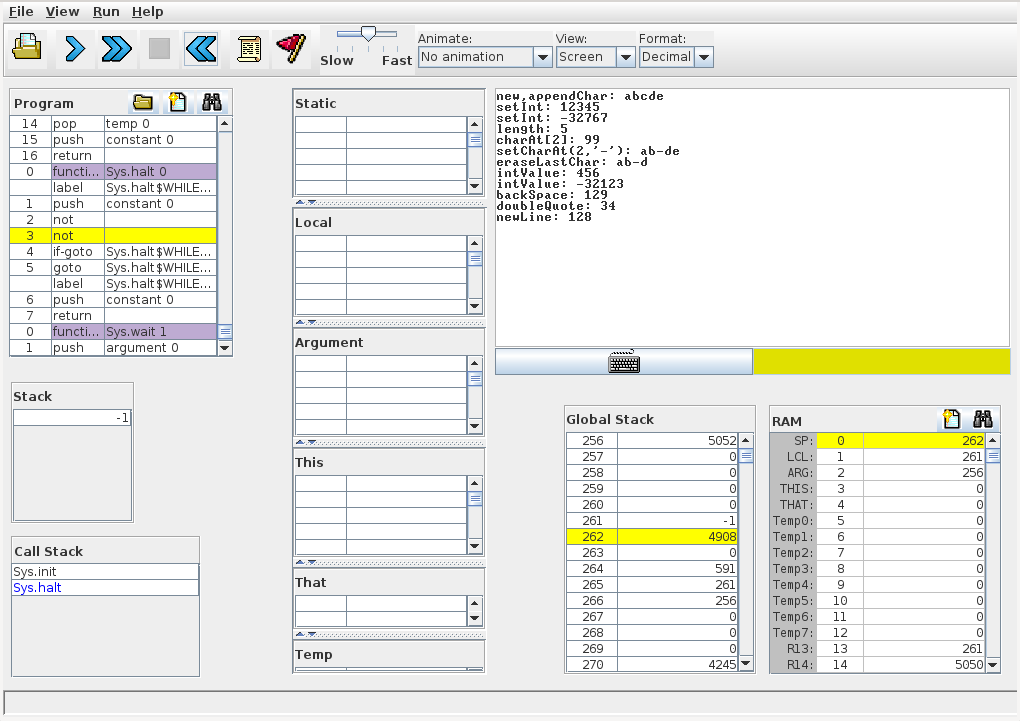 File View Run Help
Slow Fast
Animate: View: Format:
No animation Screen Decimal
Program
14 pop temp 0
15 push constant 0
16 return
0 functi... Sys.halt 0
label Sys.halt$WHILE...
1 push constant 0
2 not
3 not
4 if-goto Sys.halt$WHILE...
5 goto Sys.halt$WHILE...
label Sys.halt$WHILE...
6 push constant 0
7 return
0 functi... Sys.wait 1
1 push argument 0
Stack
-1
Call Stack
Sys.init
Sys.halt
Static
Local
Argument
This
That
Temp
new,appendChar: abcde
setInt: 12345
setInt: -32767
length: 5
charAt[2]: 99
setCharAt(2,'-'): ab-de
eraseLastChar: ab-d
intValue: 456
intValue: -32123
backSpace: 129
doubleQuote: 34
newLine: 128
Global Stack
256 5052
257 0
258 0
259 0
260 0
261 -1
262 4908
263 0
264 591
265 261
266 256
267 0
268 0
269 0
270 4245
RAM
SP: 0 262
LCL: 1 261
ARG: 2 256
THIS: 3 0
THAT: 4 0
Temp0: 5 0
Temp1: 6 0
Temp2: 7 0
Temp3: 8 0
Temp4: 9 0
Temp5: 10 0
Temp6: 11 0
Temp7: 12 0
R13: 13 261
R14: 14 5050